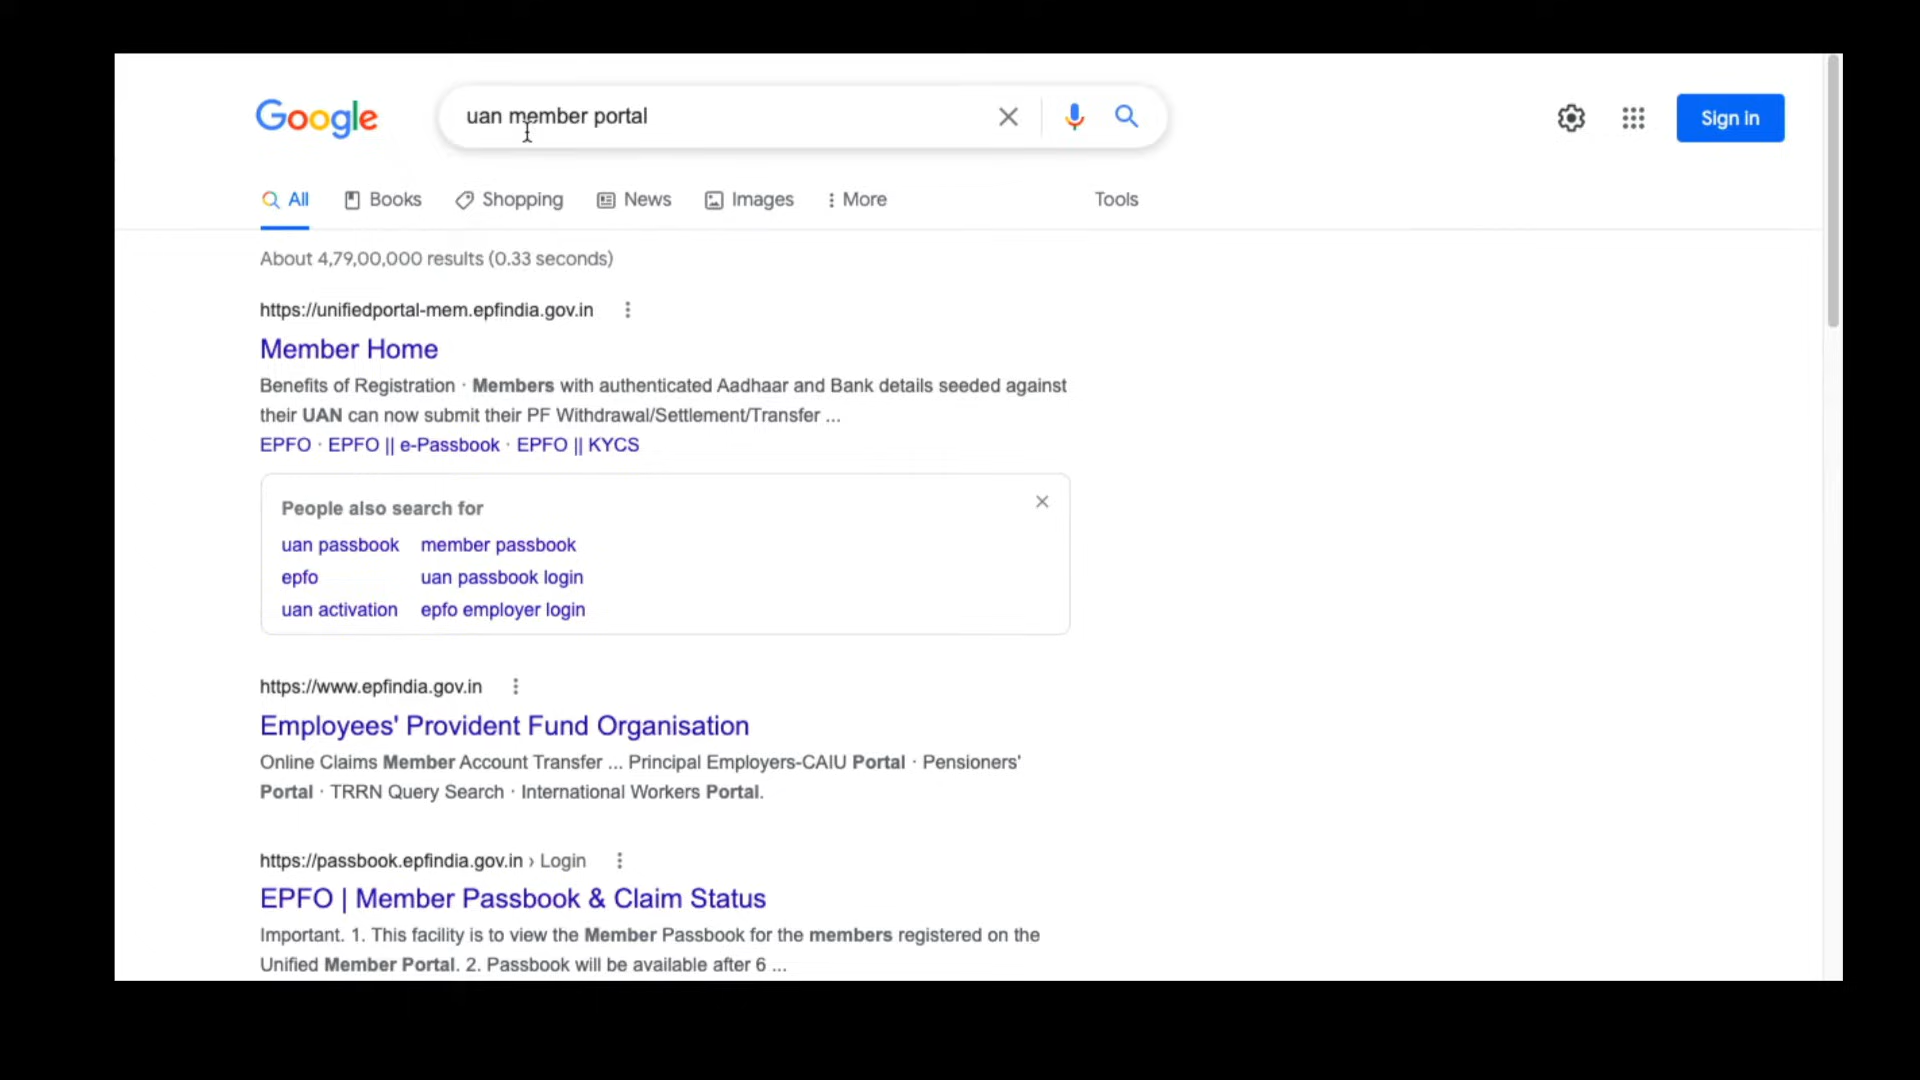 Google
uan member portal
Sign in
All Books Shopping News Images More Tools
About 4,79,00,000 results (0.33 seconds)
https://unifiedportal-mem.epfindia.gov.in
Member Home
Benefits of Registration · Members with authenticated Aadhaar and Bank details seeded against
their UAN can now submit their PF Withdrawal/Settlement/Transfer ...
EPFO · EPFO || e-Passbook · EPFO || KYCS
People also search for
uan passbook member passbook
epfo uan passbook login
uan activation epfo employer login
https://www.epfindia.gov.in
Employees' Provident Fund Organisation
Online Claims Member Account Transfer ... Principal Employers-CAIU Portal · Pensioners'
Portal · TRRN Query Search · International Workers Portal.
https://passbook.epfindia.gov.in › Login
EPFO | Member Passbook & Claim Status
Important. 1. This facility is to view the Member Passbook for the members registered on the
Unified Member Portal. 2. Passbook will be available after 6 ...